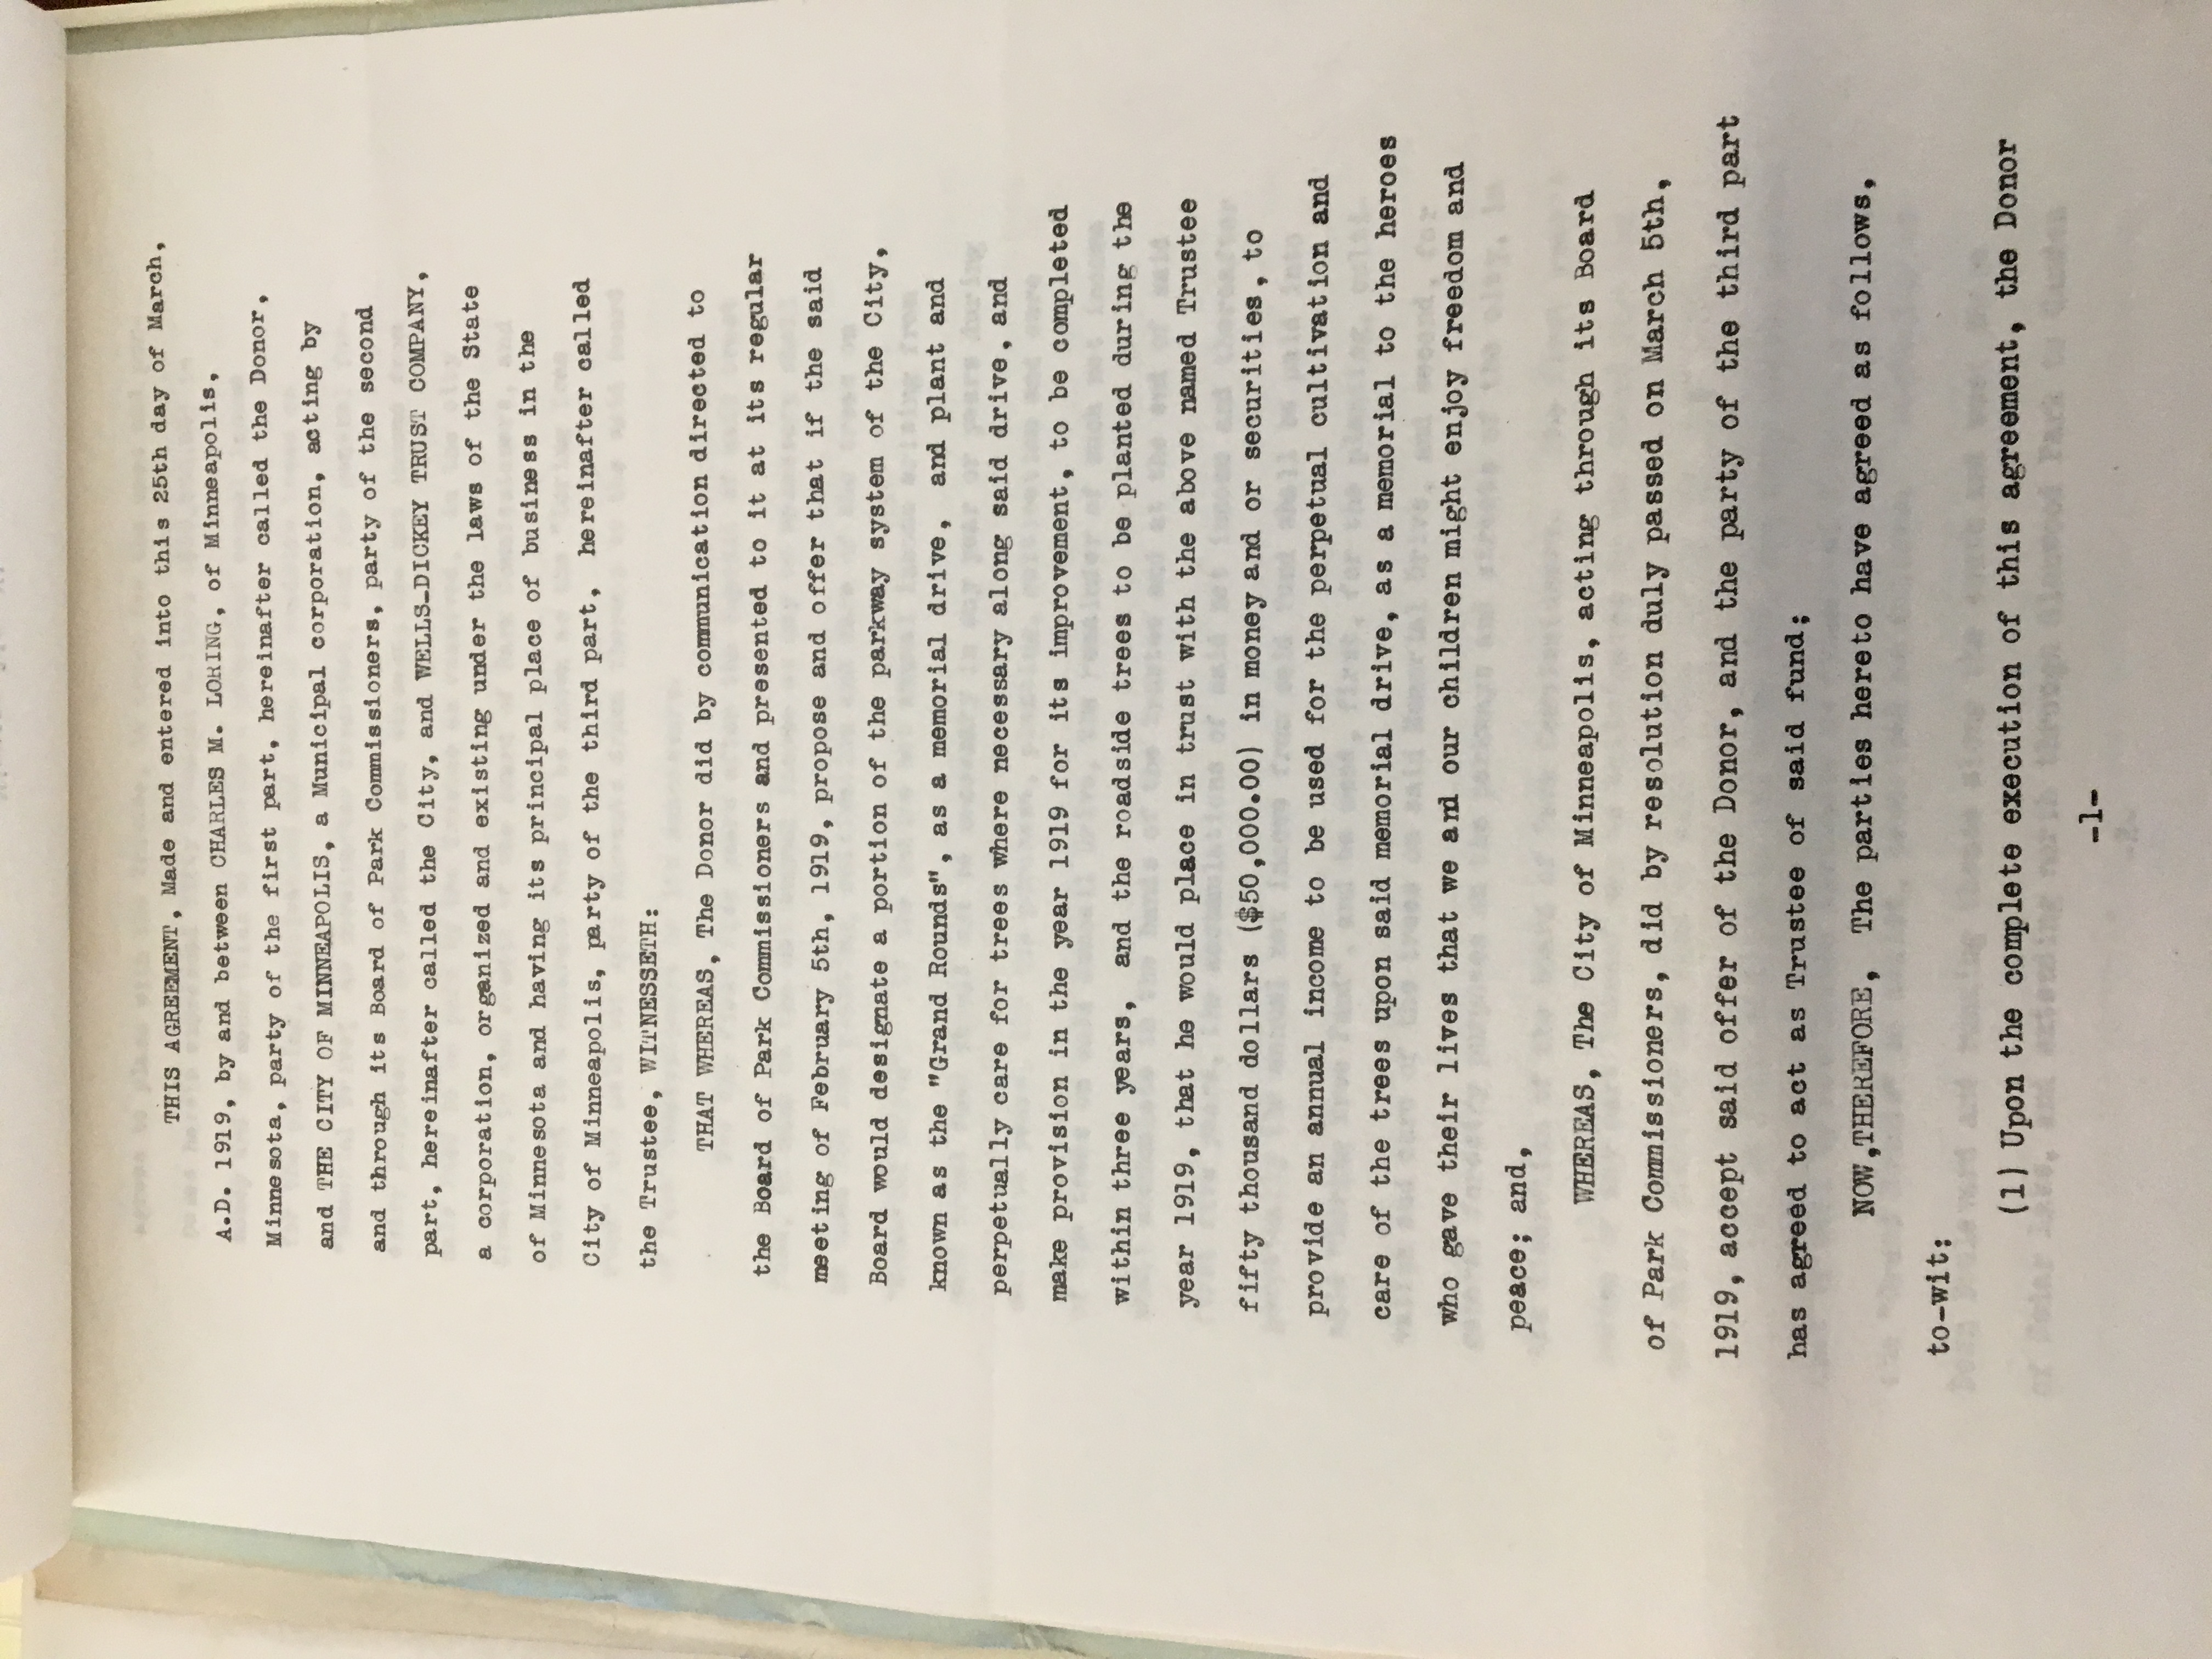 THIS AGREEMENT, Made and entered into this 25th day of March,
A.D. 1919, by and between CHARLES M. LORING, of Minneapolis,
Minnesota, party of the first part, hereinafter called the Donor,
and THE CITY OF MINNEAPOLIS, a Municipal corporation, acting by
and through its Board of Park Commissioners, party of the second
part, hereinafter called the City, and WELLS-DICKEY TRUST COMPANY,
a corporation, organized and existing under the laws of the State
of Minnesota and having its principal place of business in the
City of Minneapolis, party of the third part, hereinafter called
the Trustee, WITNESSETH:
THAT WHEREAS, The Donor did by communication directed to
the Board of Park Commissioners and presented to it at its regular
meeting of February 5th, 1919, propose and offer that if the said
Board would designate a portion of the parkway system of the City,
known as the "Grand Rounds", as a memorial drive, and plant and
perpetually care for trees where necessary along said drive, and
make provision in the year 1919 for its improvement, to be completed
within three years, and the roadside trees to be planted during the
year 1919, that he would place in trust with the above named Trustee
fifty thousand dollars ($50,000.00) in money and or securities, to
provide an annual income to be used for the perpetual cultivation and
care of the trees upon said memorial drive, as a memorial to the heroes
who gave their lives that we and our children might enjoy freedom and
peace; and,
WHEREAS, The City of Minneapolis, acting through its Board
of Park Commissioners, did by resolution duly passed on March 5th,
1919, accept said offer of the Donor, and the party of the third part
has agreed to act as Trustee of said fund;
NOW,THEREFORE, The parties hereto have agreed as follows,
to-wit:
(1) Upon the complete execution of this agreement, the Donor
-1-